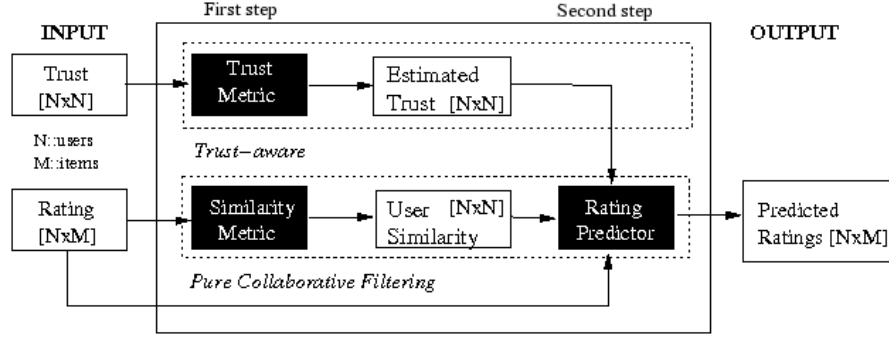 First step
Second step
INPUT
OUTPUT
Trust
[NxN]
Trust
Metric
Estimated
Trust [NxN]
N::users
M::items
Trust-aware
Rating
[NxM]
Similarity
Metric
User [NxN]
Similarity
Rating
Predictor
Predicted
Ratings [NxM]
Pure Collaborative Filtering